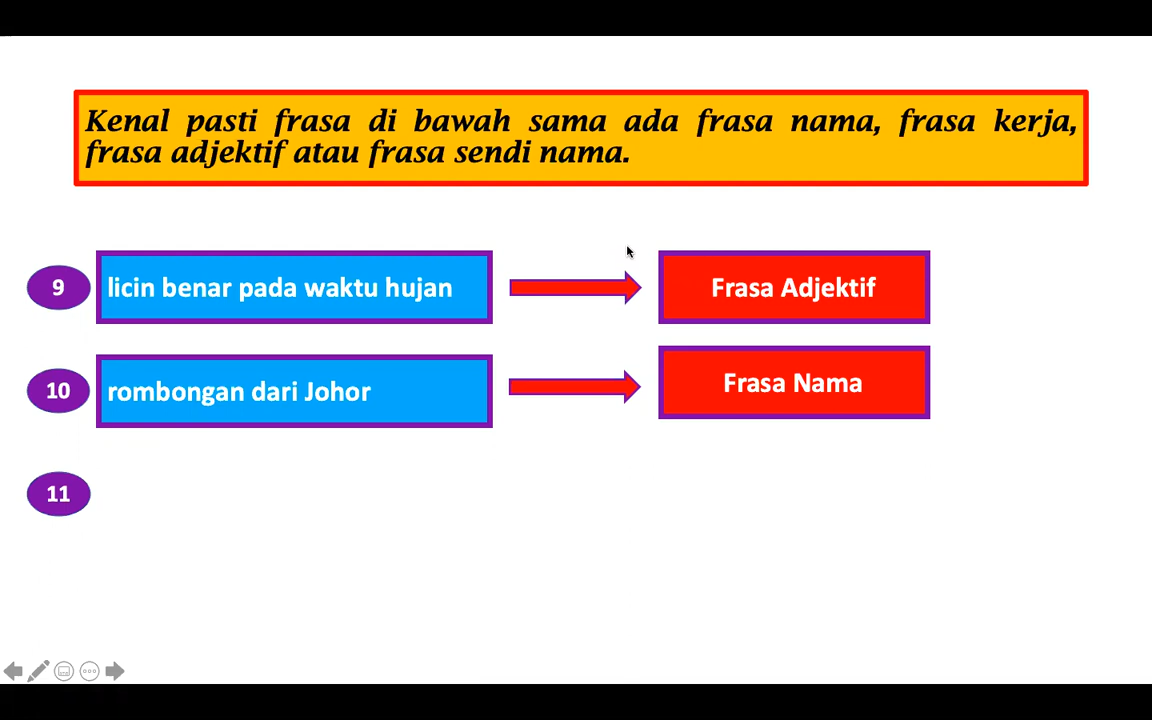 Kenal pasti frasa di bawah sama ada frasa nama, frasa kerja,
frasa adjektif atau frasa sendi nama.
9 licin benar pada waktu hujan Frasa Adjektif
10 rombongan dari Johor Frasa Nama
11